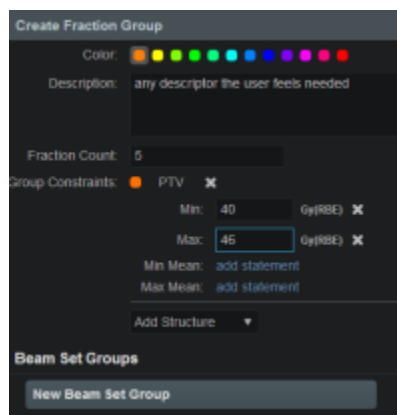 Create Fraction Group
Color:
Description: any descriptor the user feels needed
Fraction Count: 5
Group Constraints: PTV
Min: 40 Gy(RBE)
Max: 45 Gy(RBE)
Min Mean: add statement
Max Mean: add statement
Add Structure
Beam Set Groups
New Beam Set Group